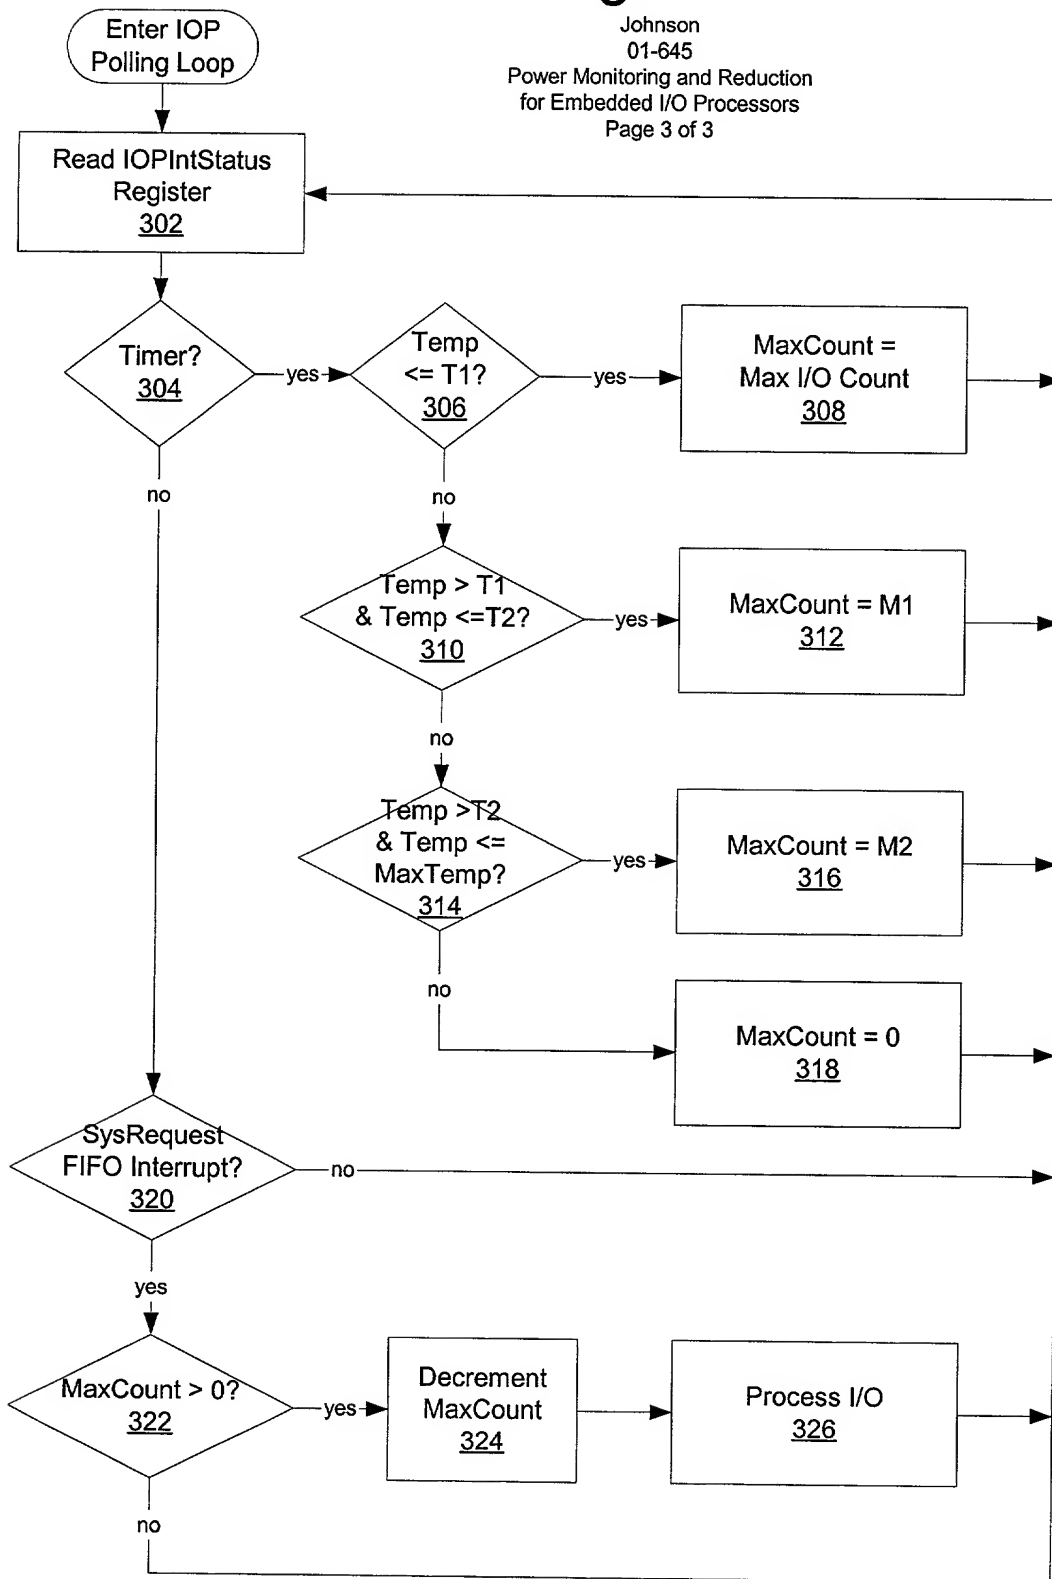 Johnson
01-645
Power Monitoring and Reduction
for Embedded I/O Processors
Page 3 of 3
Enter IOP
Polling Loop
Read IOPIntStatus
Register
302
Timer?
304
yes
Temp
<= T1?
306
yes
MaxCount =
Max I/O Count
308
no
no
Temp > T1
& Temp <=T2?
310
yes
MaxCount = M1
312
no
Temp >T2
& Temp <=
MaxTemp?
314
yes
MaxCount = M2
316
no
MaxCount = 0
318
SysRequest
FIFO Interrupt?
320
no
yes
MaxCount > 0?
322
yes
Decrement
MaxCount
324
Process I/O
326
no